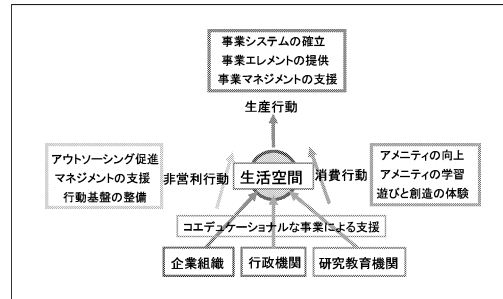 事業システムの確立
事業エレメントの提供
事業マネジメントの支援
生産行動
アウトソーシング促進
マネジメントの支援
行動基盤の整備
非営利行動
生活空間
消費行動
アメニティの向上
アメニティの学習
遊びと創造の体験
コエデュケーショナルな事業による支援
企業組織
行政機関
研究教育機関